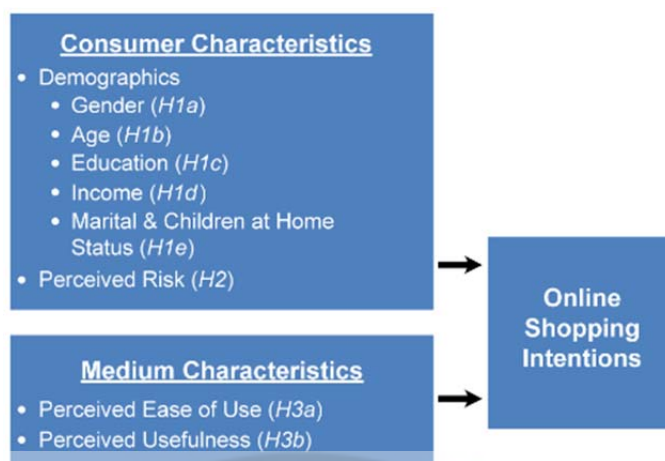 Consumer Characteristics
• Demographics
• Gender (H1a)
• Age (H1b)
• Education (H1c)
• Income (H1d)
• Marital & Children at Home
Status (H1e)
• Perceived Risk (H2)
Medium Characteristics
• Perceived Ease of Use (H3a)
• Perceived Usefulness (H3b)
Online
Shopping
Intentions